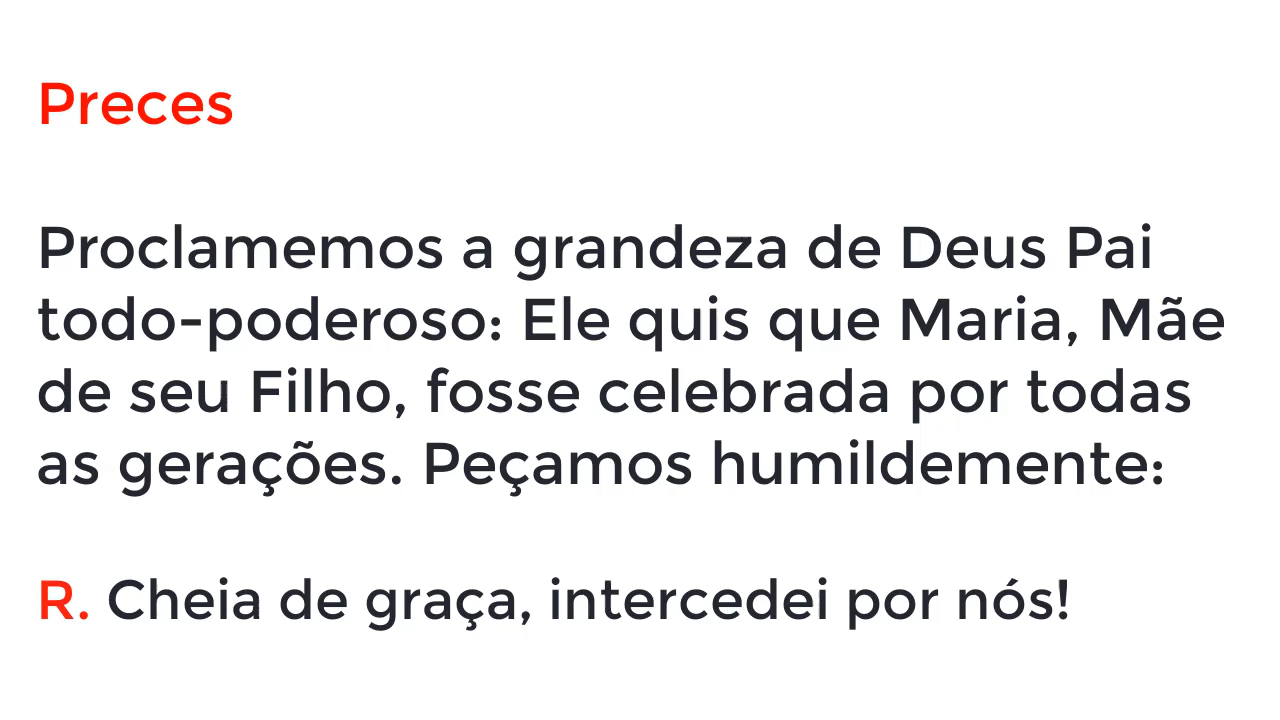 Preces
Proclamemos a grandeza de Deus Pai
todo-poderoso: Ele quis que Maria, Mãe
de seu Filho, fosse celebrada por todas
as gerações. Peçamos humildemente:
R. Cheia de graça, intercedei por nós!